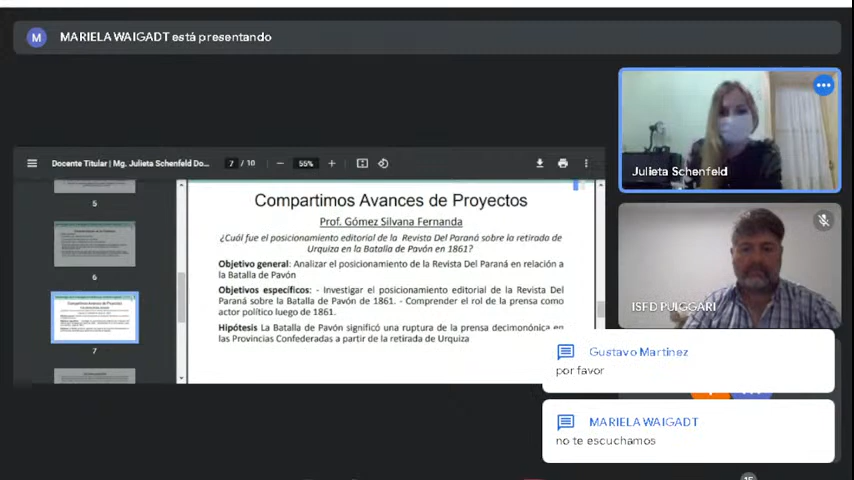 M MARIELA WAIGADT está presentando
Docente Titular | Mg. Julieta Schenfeld Do... 7 / 10 − 55% +
5
6
7
Compartimos Avances de Proyectos
Prof. Gómez Silvana Fernanda
¿Cuál fue el posicionamiento editorial de la Revista Del Paraná sobre la retirada de
Urquiza en la Batalla de Pavón en 1861?
Objetivo general: Analizar el posicionamiento de la Revista Del Paraná en relación a
la Batalla de Pavón
Objetivos específicos: - Investigar el posicionamiento editorial de la Revista Del
Paraná sobre la Batalla de Pavón de 1861. - Comprender el rol de la prensa como
actor político luego de 1861.
Hipótesis La Batalla de Pavón significó una ruptura de la prensa decimonónica en
las Provincias Confederadas a partir de la retirada de Urquiza
Julieta Schenfeld
ISFD PUIGGARI
Gustavo Martinez
por favor
MARIELA WAIGADT
no te escuchamos